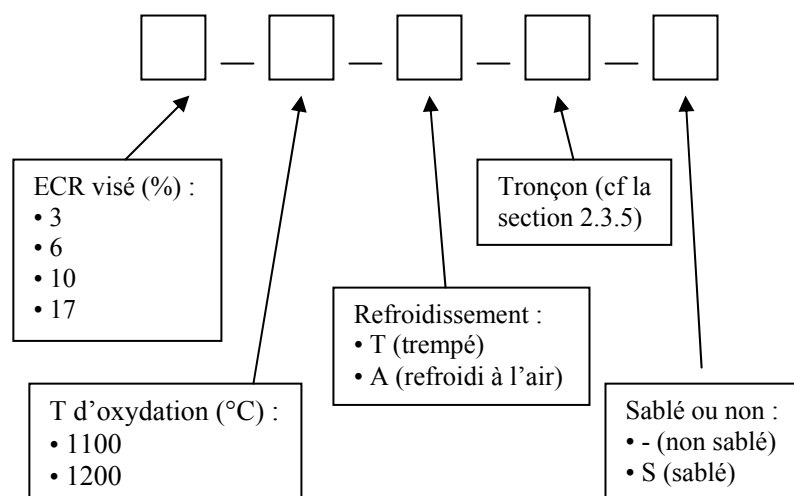 ECR visé (%) :
• 3
• 6
• 10
• 17
Tronçon (cf la
section 2.3.5)
Refroidissement :
• T (trempé)
• A (refroidi à l'air)
T d'oxydation (°C) :
• 1100
• 1200
Sablé ou non :
• - (non sablé)
• S (sablé)